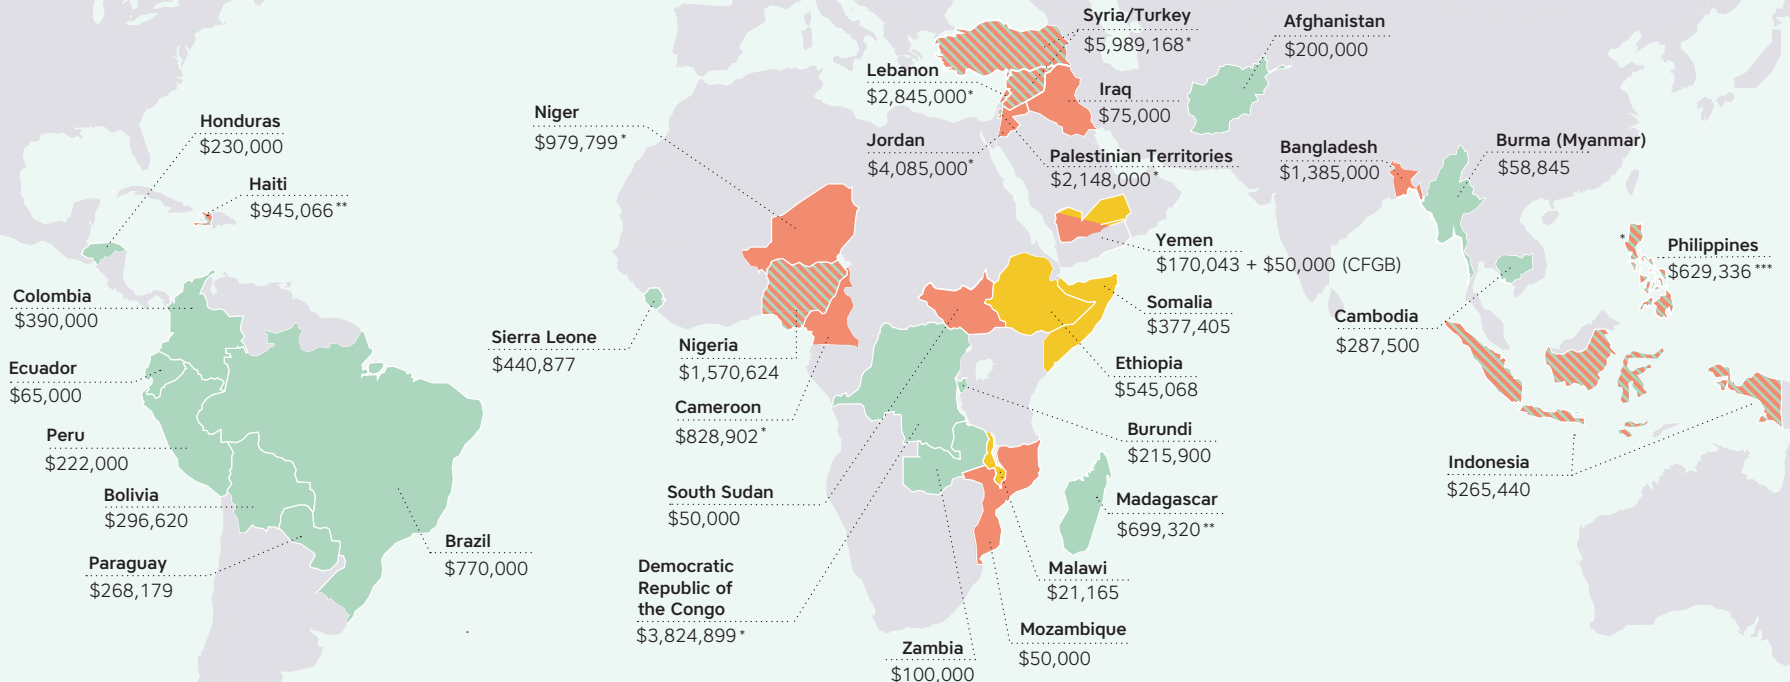 Honduras
$230,000
Haiti
$945,066**
Colombia
$390,000
Ecuador
$65,000
Peru
$222,000
Bolivia
$296,620
Paraguay
$268,179
Brazil
$770,000
Niger
$979,799*
Sierra Leone
$440,877
Nigeria
$1,570,624
Cameroon
$828,902*
South Sudan
$50,000
Democratic
Republic of
the Congo
$3,824,899*
Zambia
$100,000
Syria/Turkey
$5,989,168*
Lebanon
$2,845,000*
Iraq
$75,000
Jordan
$4,085,000*
Palestinian Territories
$2,148,000*
Afghanistan
$200,000
Yemen
$170,043 + $50,000 (CFGB)
Somalia
$377,405
Ethiopia
$545,068
Burundi
$215,900
Madagascar
$699,320**
Malawi
$21,165
Mozambique
$50,000
Bangladesh
$1,385,000
Burma (Myanmar)
$58,845
Cambodia
$287,500
*
Philippines
$629,336***
Indonesia
$265,440